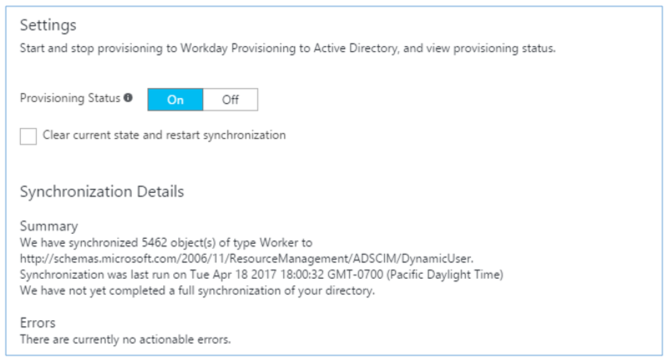 Settings
Start and stop provisioning to Workday Provisioning to Active Directory, and view provisioning status.
Provisioning Status On Off
Clear current state and restart synchronization
Synchronization Details
Summary
We have synchronized 5462 object(s) of type Worker to
http://schemas.microsoft.com/2006/11/ResourceManagement/ADSCIM/DynamicUser.
Synchronization was last run on Tue Apr 18 2017 18:00:32 GMT-0700 (Pacific Daylight Time)
We have not yet completed a full synchronization of your directory.
Errors
There are currently no actionable errors.